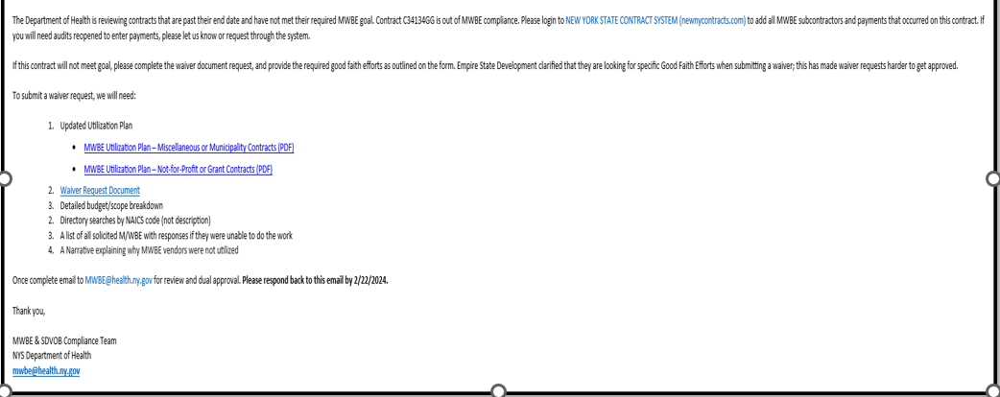 The Department of Health is reviewing contracts that are past their end date and have not met their required MWBE goal. Contract C34134GG is out of MWBE compliance. Please login to NEW YORK STATE CONTRACT SYSTEM (newnycontracts.com) to add all MWBE subcontractors and payments that occurred on this contract. If
you will need audits reopened to enter payments, please let us know or request through the system.
If this contract will not meet goal, please complete the waiver document request, and provide the required good faith efforts as outlined on the form. Empire State Development clarified that they are looking for specific Good Faith Efforts when submitting a waiver; this has made waiver requests harder to get approved.
To submit a waiver request, we will need:
1. Updated Utilization Plan
• MWBE Utilization Plan – Miscellaneous or Municipality Contracts (PDF)
• MWBE Utilization Plan – Not-for-Profit or Grant Contracts (PDF)
2. Waiver Request Document
3. Detailed budget/scope breakdown
2. Directory searches by NAICS code (not description)
3. A list of all solicited M/WBE with responses if they were unable to do the work
4. A Narrative explaining why MWBE vendors were not utilized
Once complete email to MWBE@health.ny.gov for review and dual approval. Please respond back to this email by 2/22/2024.
Thank you,
MWBE & SDVOB Compliance Team
NYS Department of Health
mwbe@health.ny.gov